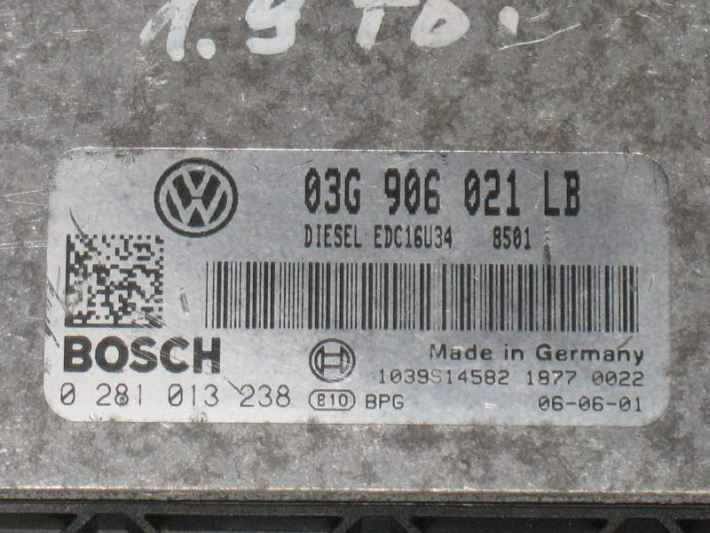 1.9 TD.
03G 906 021 LB
DIESEL EDC16U34 8501
BOSCH
Made in Germany
1039S14582 1877 0022
0 281 013 238 810 BPG 06-06-01